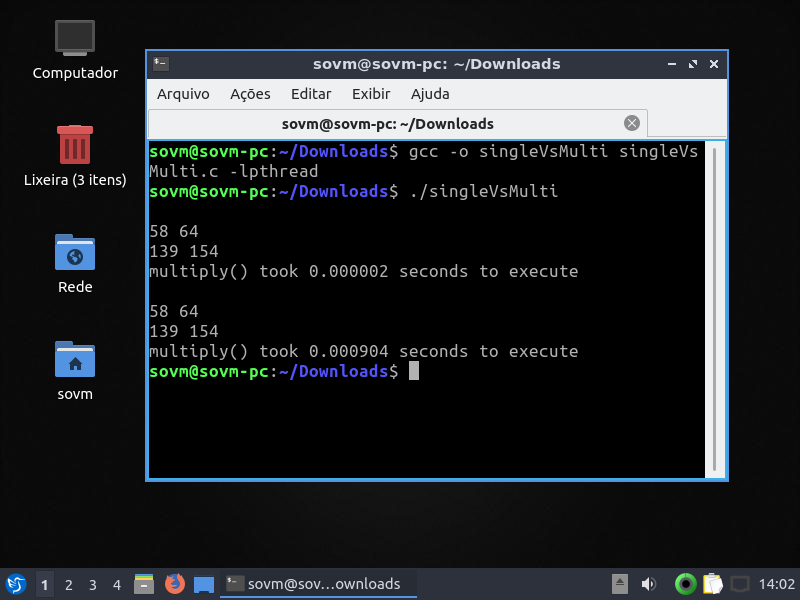 Computador
Lixeira (3 itens)
Rede
sovm
sovm@sovm-pc: ~/Downloads
Arquivo Ações Editar Exibir Ajuda
sovm@sovm-pc: ~/Downloads
sovm@sovm-pc:~/Downloads$ gcc -o singleVsMulti singleVs
Multi.c -lpthread
sovm@sovm-pc:~/Downloads$ ./singleVsMulti
58 64
139 154
multiply() took 0.000002 seconds to execute
58 64
139 154
multiply() took 0.000904 seconds to execute
sovm@sovm-pc:~/Downloads$
1 2 3 4 sovm@sov...ownloads 14:02